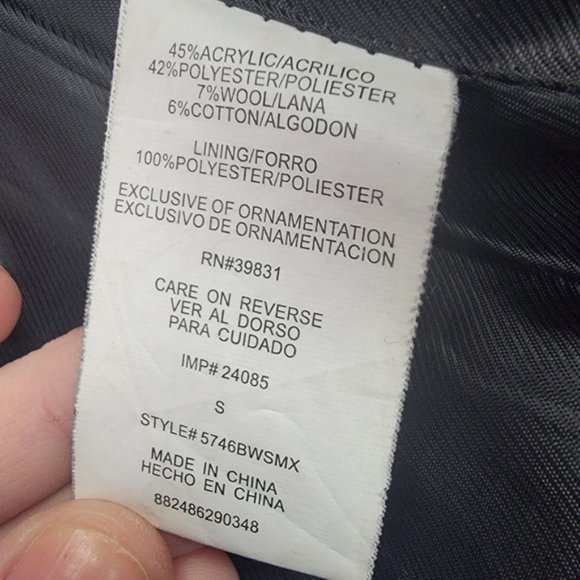 45%ACRYLIC/ACRILICO
42%POLYESTER/POLIESTER
7%WOOL/LANA
6%COTTON/ALGODON
LINING/FORRO
100%POLYESTER/POLIESTER
EXCLUSIVE OF ORNAMENTATION
EXCLUSIVO DE ORNAMENTACION
RN#39831
CARE ON REVERSE
VER AL DORSO
PARA CUIDADO
IMP# 24085
S
STYLE# 5746BWSMX
MADE IN CHINA
HECHO EN CHINA
882486290348